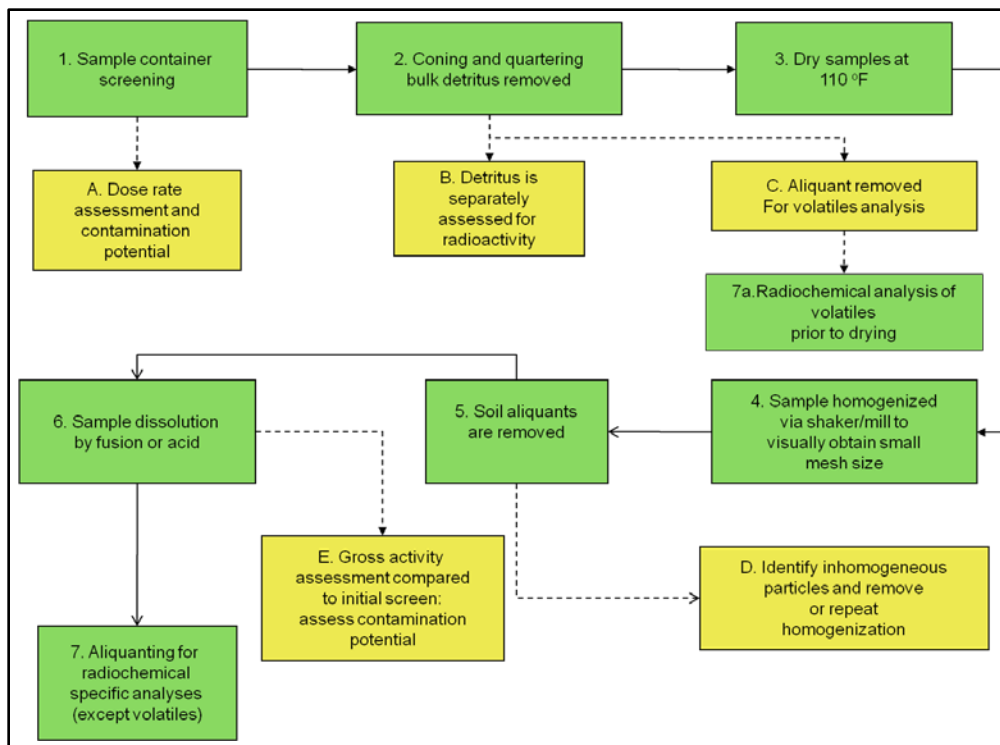 1. Sample container
screening
2. Coning and quartering
bulk detritus removed
3. Dry samples at
110 ºF
A. Dose rate
assessment and
contamination
potential
B. Detritus is
separately
assessed for
radioactivity
C. Aliquant removed
For volatiles analysis
7a.Radiochemical analysis of
volatiles
prior to drying
6. Sample dissolution
by fusion or acid
5. Soil aliquants
are removed
4. Sample homogenized
via shaker/mill to
visually obtain small
mesh size
E. Gross activity
assessment compared
to initial screen:
assess contamination
potential
D. Identify inhomogeneous
particles and remove
or repeat
homogenization
7. Aliquanting for
radiochemical
specific analyses
(except volatiles)